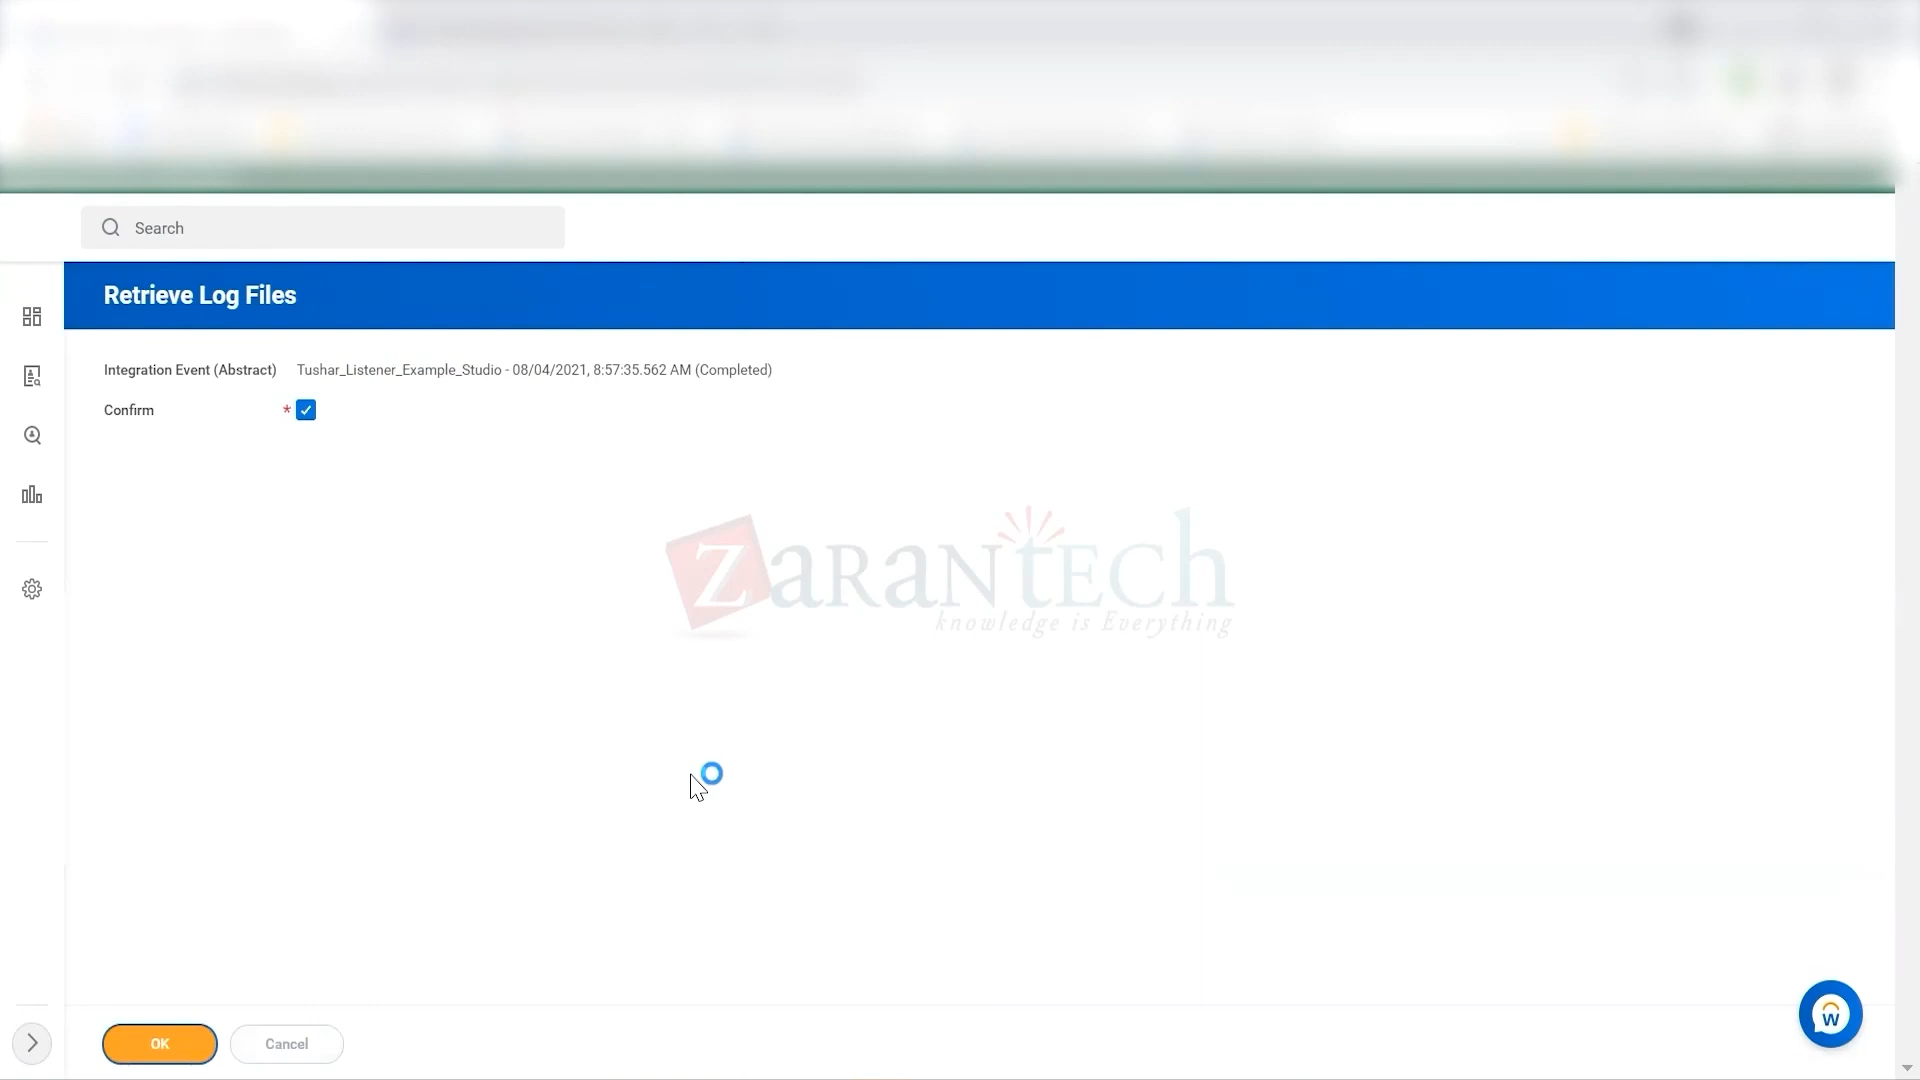 Search
Retrieve Log Files
Integration Event (Abstract) Tushar_Listener_Example_Studio - 08/04/2021, 8:57:35.562 AM (Completed)
Confirm *
ZaranTech
knowledge is Everything
W
OK Cancel